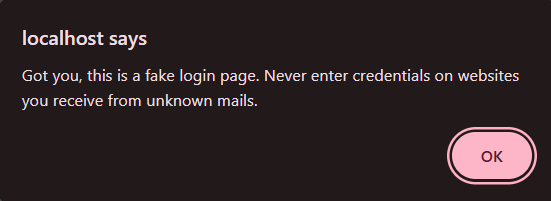 localhost says
Got you, this is a fake login page. Never enter credentials on websites
you receive from unknown mails.
OK